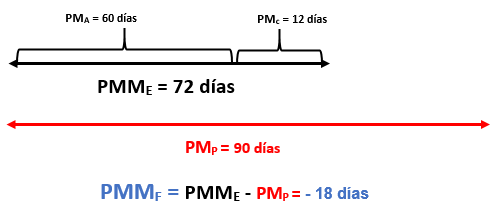 PMA = 60 días PMc = 12 días
PMME = 72 días
PMP = 90 días
PMMF = PMME - PMP = - 18 días